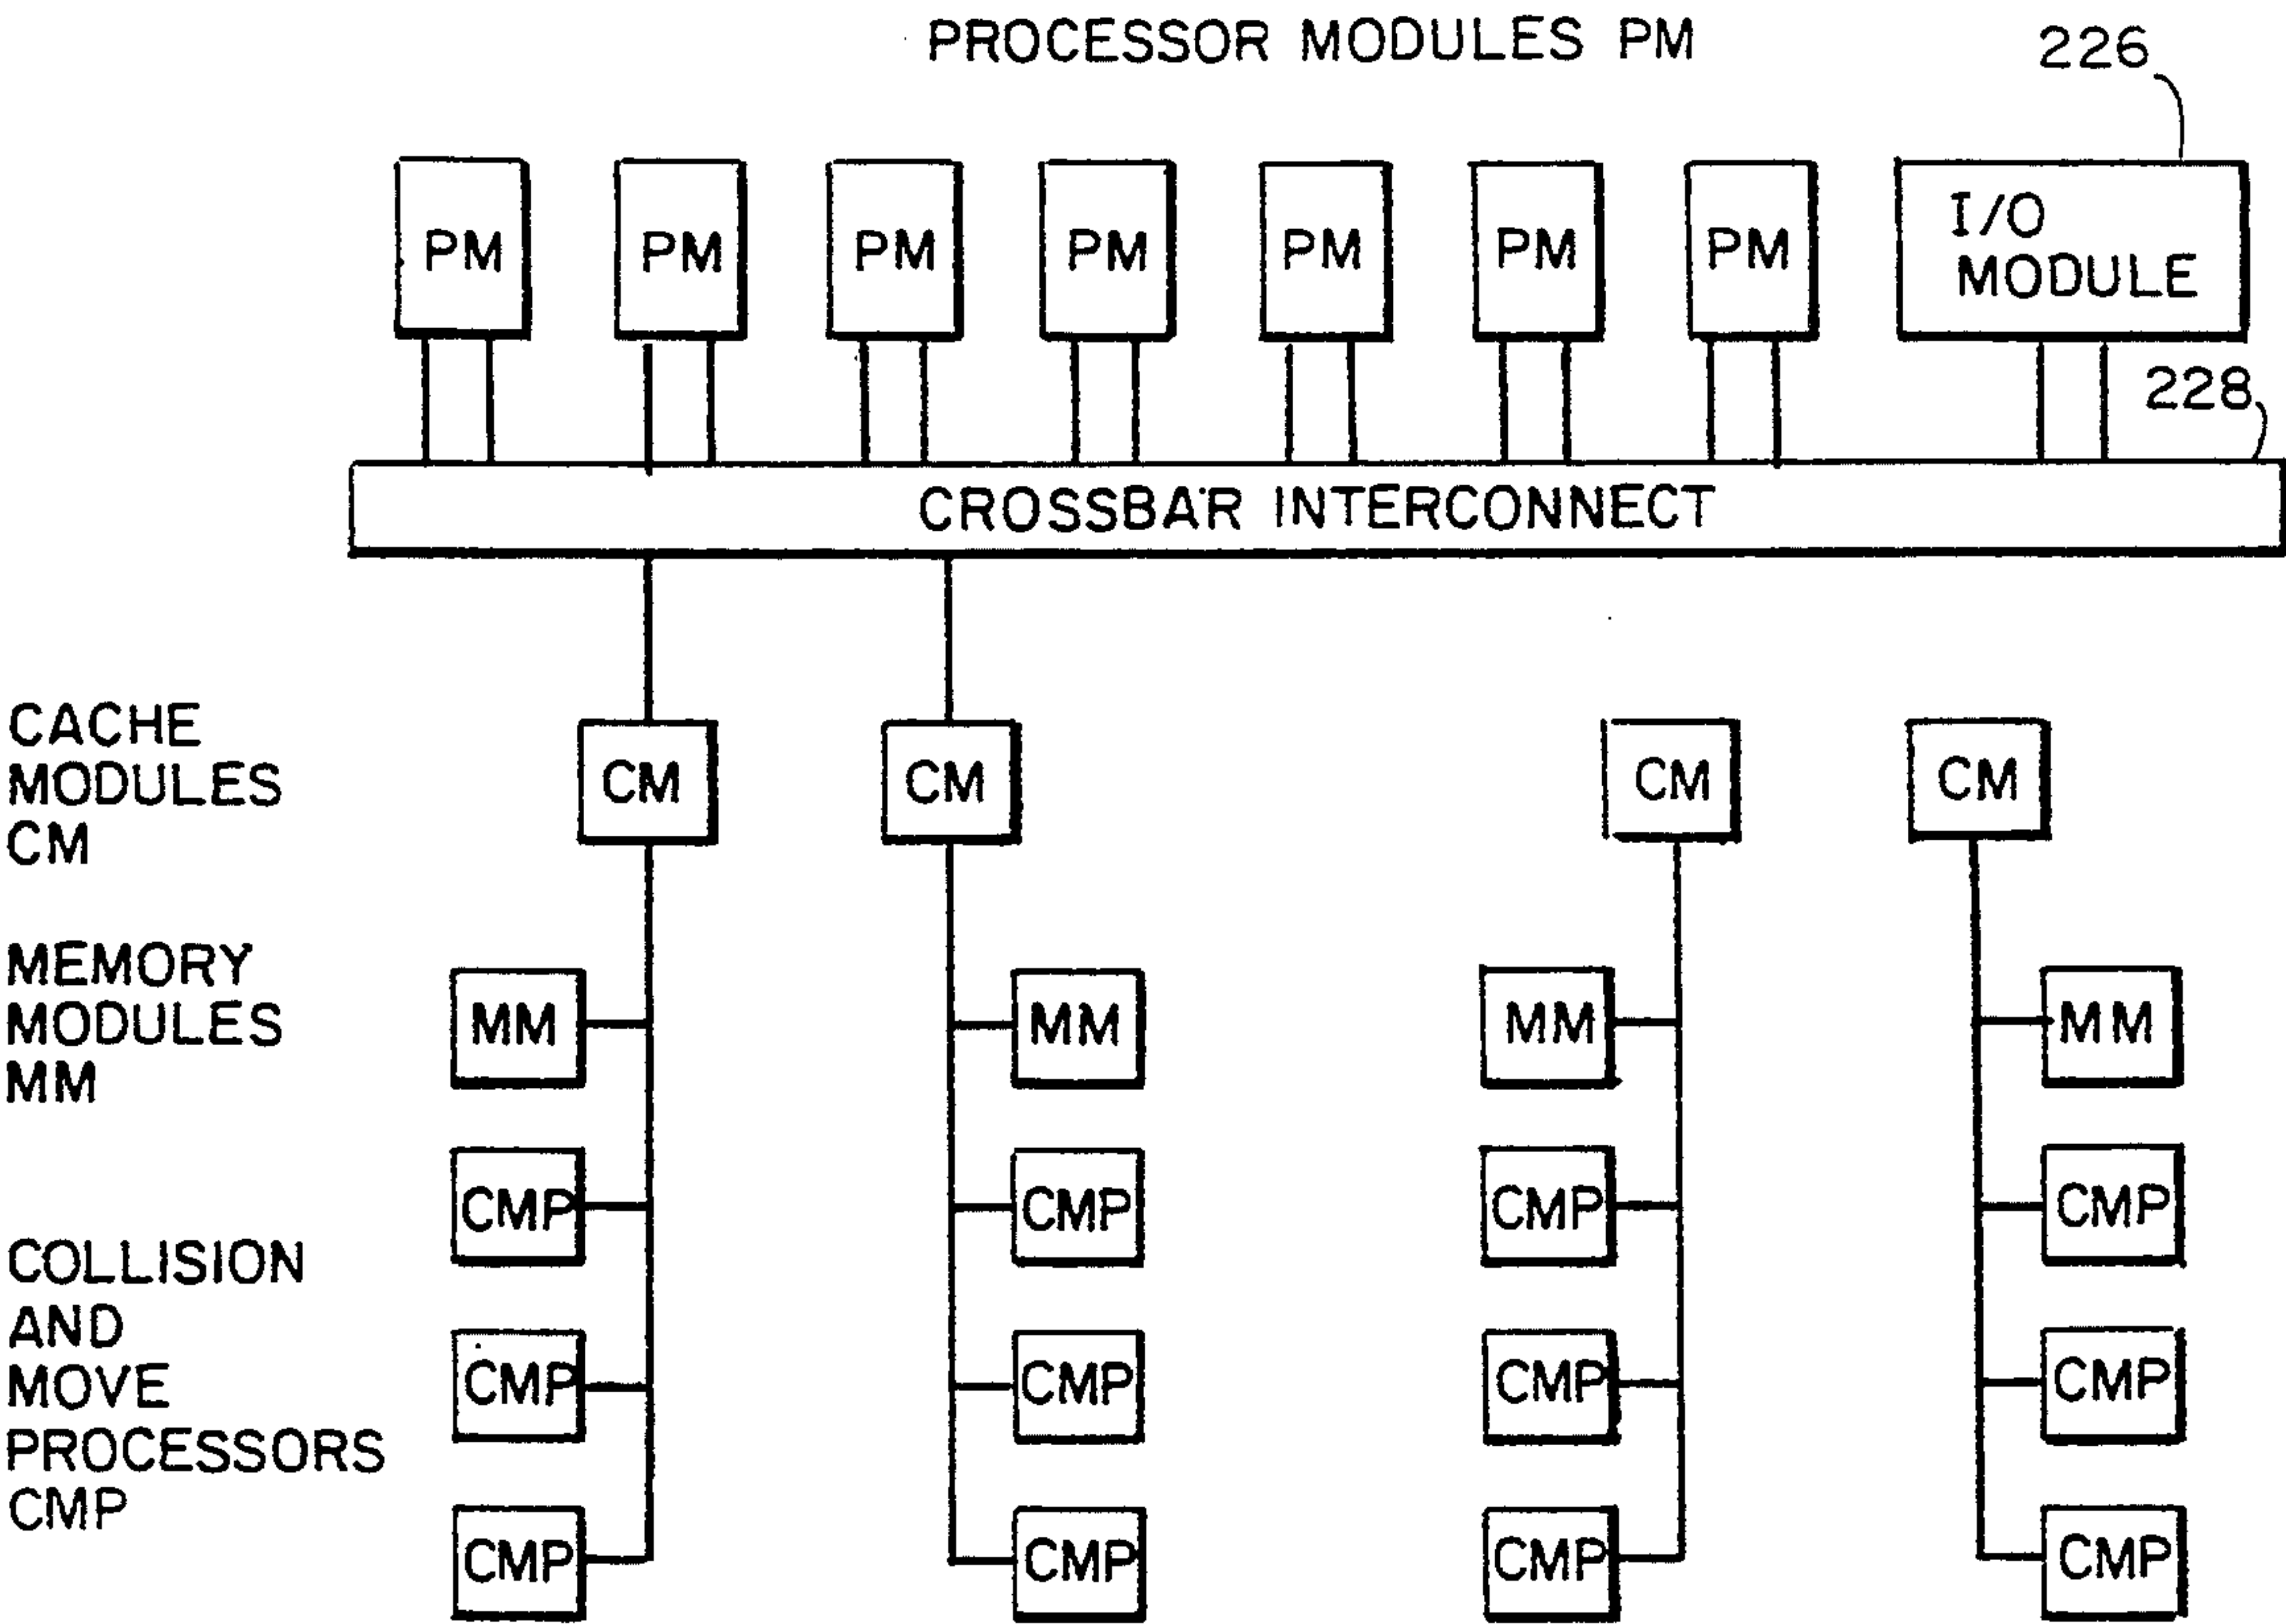 PROCESSOR MODULES PM
226
PM PM PM PM PM PM PM
I/O
MODULE
228
CROSSBAR INTERCONNECT
CACHE
MODULES
CM
CM CM CM CM
MEMORY
MODULES
MM
MM MM MM MM
CMP CMP CMP CMP
COLLISION
AND
MOVE
PROCESSORS
CMP
CMP CMP CMP CMP
CMP CMP CMP CMP